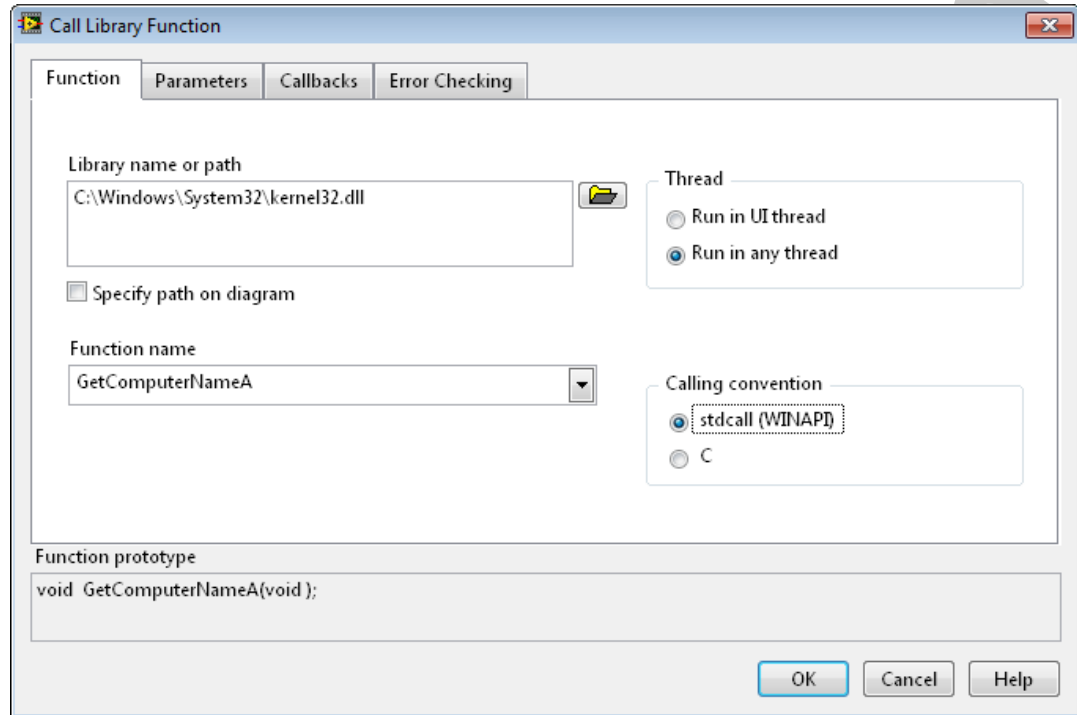 Call Library Function
Function Parameters Callbacks Error Checking
Library name or path
C:\Windows\System32\kernel32.dll
Specify path on diagram
Thread
Run in UI thread
Run in any thread
Function name
GetComputerNameA
Calling convention
stdcall (WINAPI)
C
Function prototype
void  GetComputerNameA(void );
OK Cancel Help